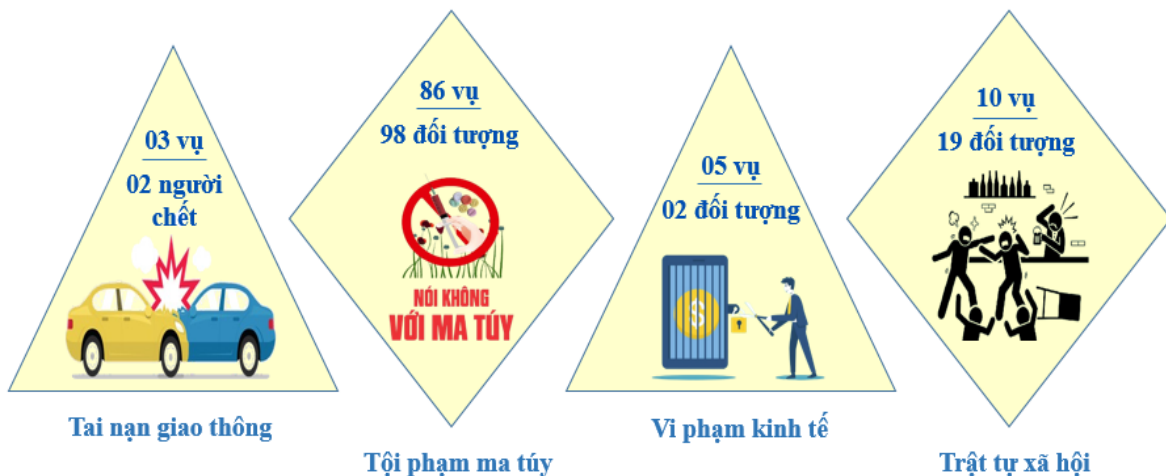 03 vụ
02 người
chết
Tai nạn giao thông
86 vụ
98 đối tượng
NÓI KHÔNG
VỚI MA TÚY
Tội phạm ma túy
05 vụ
02 đối tượng
$
Vi phạm kinh tế
10 vụ
19 đối tượng
Trật tự xã hội